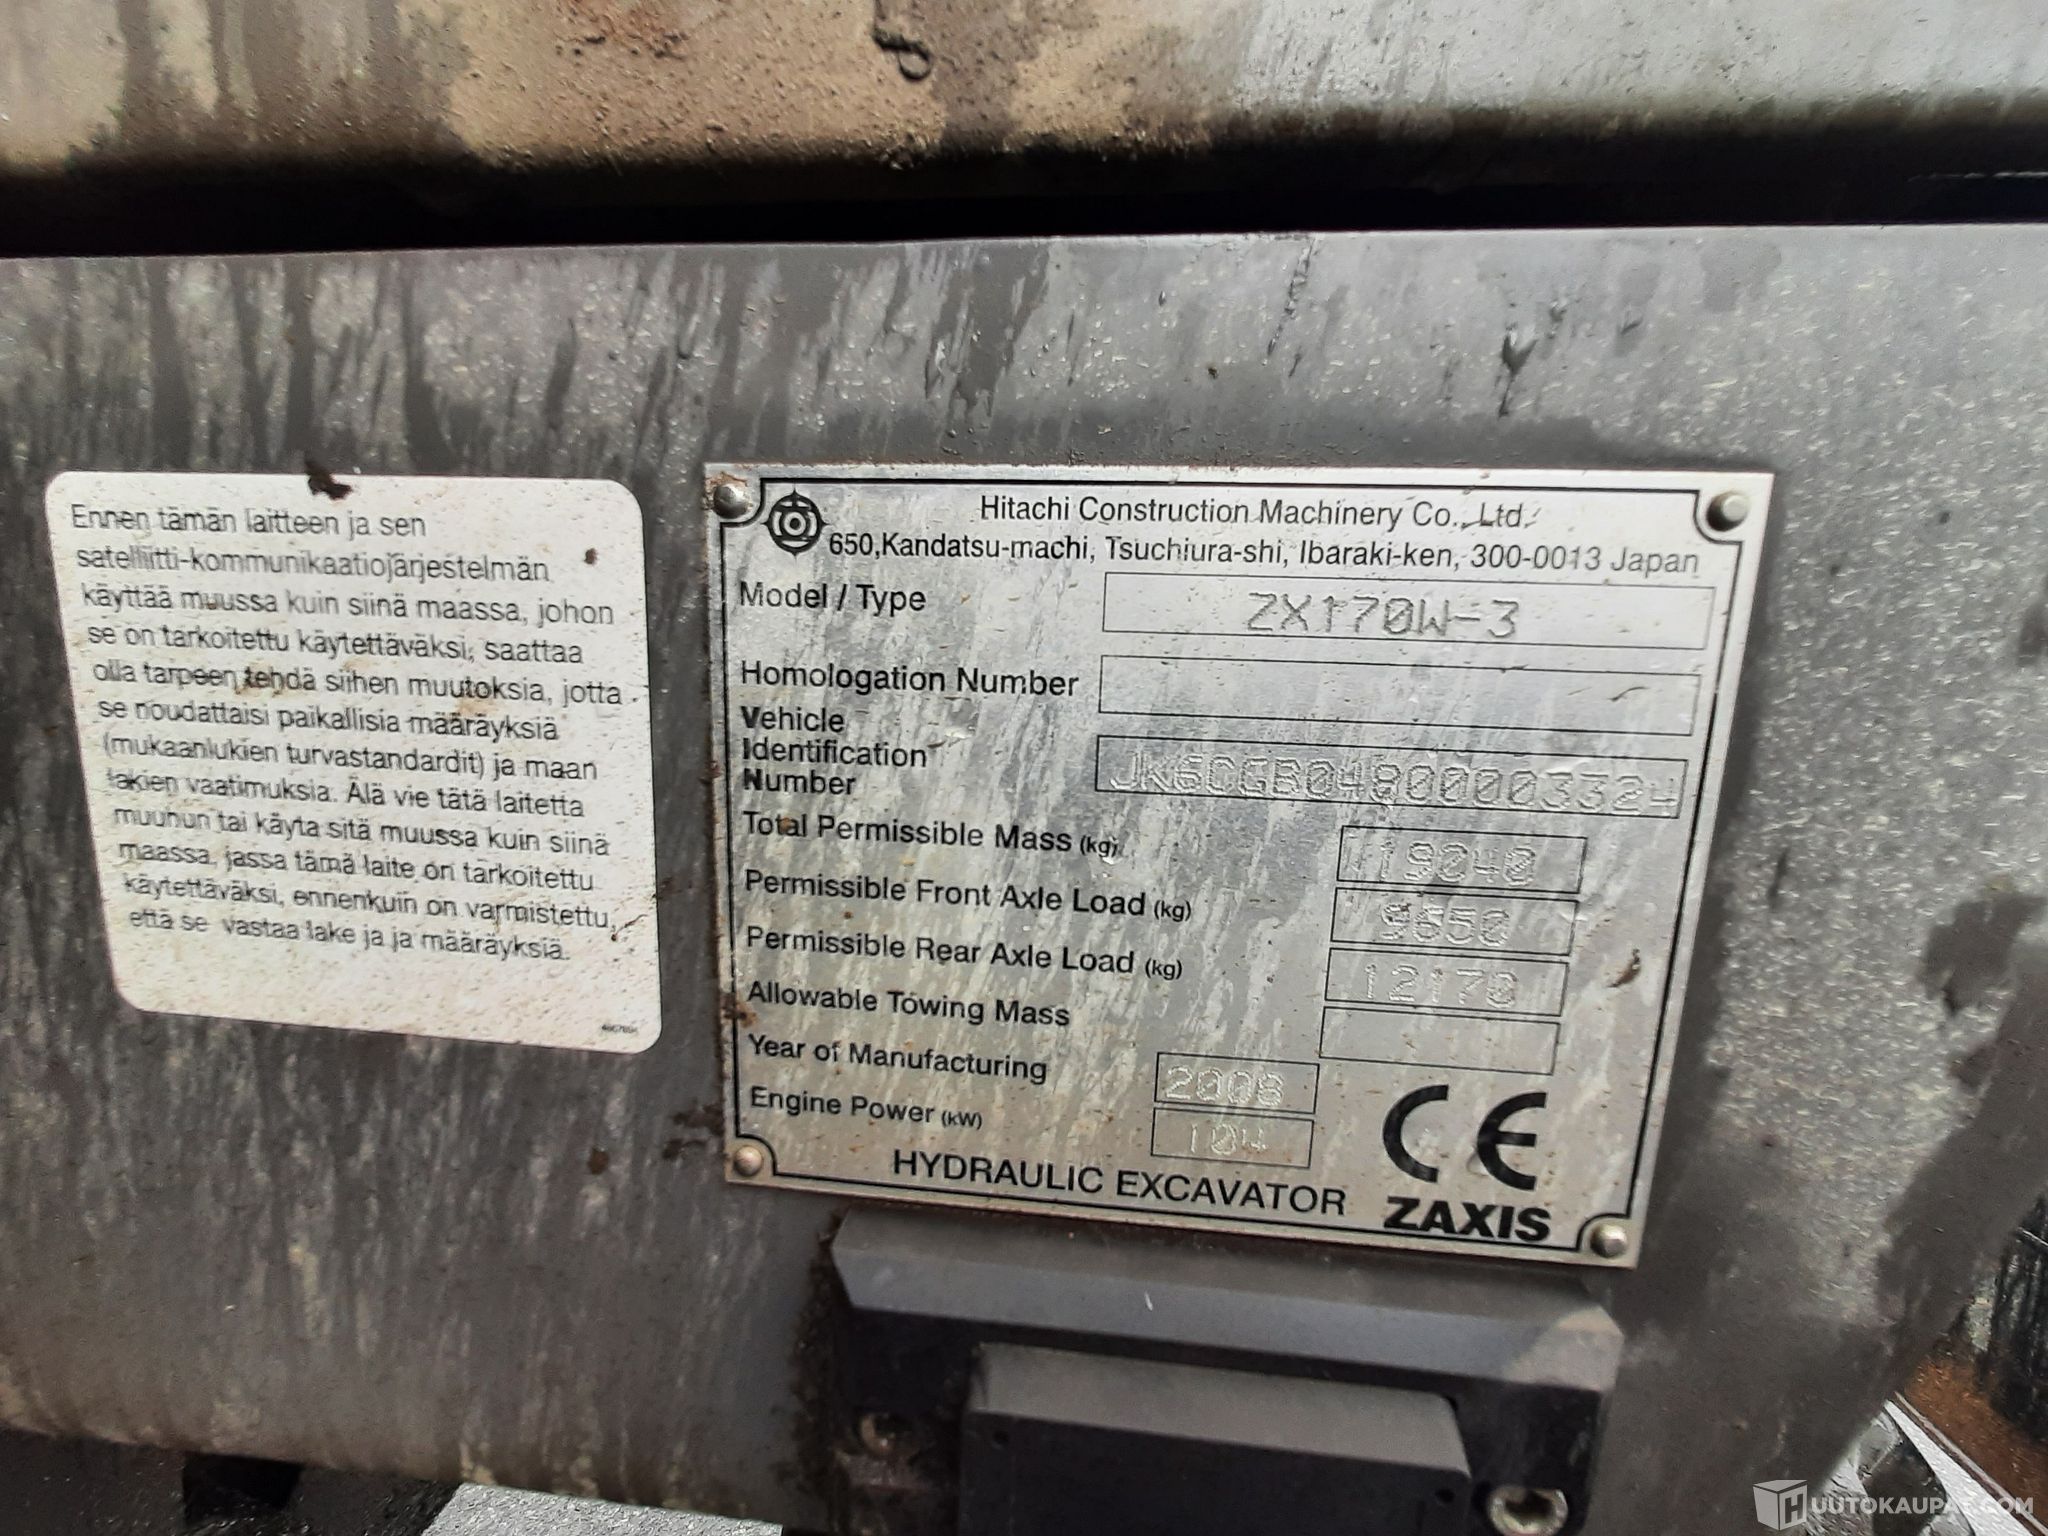 Ennen tämän laitteen ja sen
satelliitti-kommunikaatiojärjestelmän
käyttää muussa kuin siinä maassa, johon
se on tarkoitettu käytettäväksi, saattaa
olla tarpeen tehdä siihen muutoksia, jotta
se noudattaisi paikallisia määräyksiä
(mukaanlukien turvastandardit) ja maan
lakien vaatimuksia. Älä vie tätä laitetta
muuhun tai käytä sitä muussa kuin siinä
maassa, jassa tämä laite on tarkoitettu
käytettäväksi, ennenkuin on varmistettu,
että se vastaa lake ja ja määräyksiä.
Hitachi Construction Machinery Co., Ltd.
650,Kandatsu-machi, Tsuchiura-shi, Ibaraki-ken, 300-0013 Japan
Model / Type ZX170W-3
Homologation Number
Vehicle
Identification
Number JK6CGB04800003324
Total Permissible Mass (kg) 19040
Permissible Front Axle Load (kg) 9650
Permissible Rear Axle Load (kg) 12170
Allowable Towing Mass
Year of Manufacturing 2008
Engine Power (kW) 104
CE
HYDRAULIC EXCAVATOR ZAXIS
HUUTOKAUPAT.COM